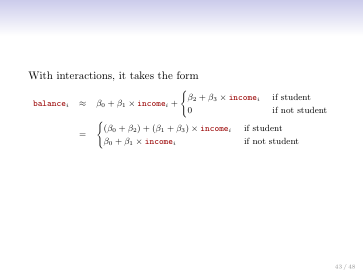 With interactions, it takes the form
balanceᵢ ≈ β₀ + β₁ × incomeᵢ + { β₂ + β₃ × incomeᵢ if student
0 if not student
= { (β₀ + β₂) + (β₁ + β₃) × incomeᵢ if student
β₀ + β₁ × incomeᵢ if not student
43 / 48